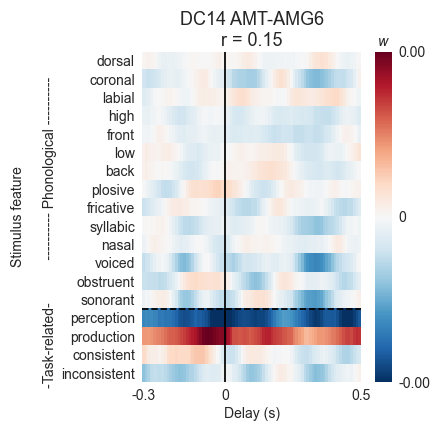 DC14 AMT-AMG6
r = 0.15
w
0.00
0
-0.00
Stimulus feature
---------- Phonological ----------
-Task-related-
dorsal
coronal
labial
high
front
low
back
plosive
fricative
syllabic
nasal
voiced
obstruent
sonorant
perception
production
consistent
inconsistent
-0.3
0
0.5
Delay (s)